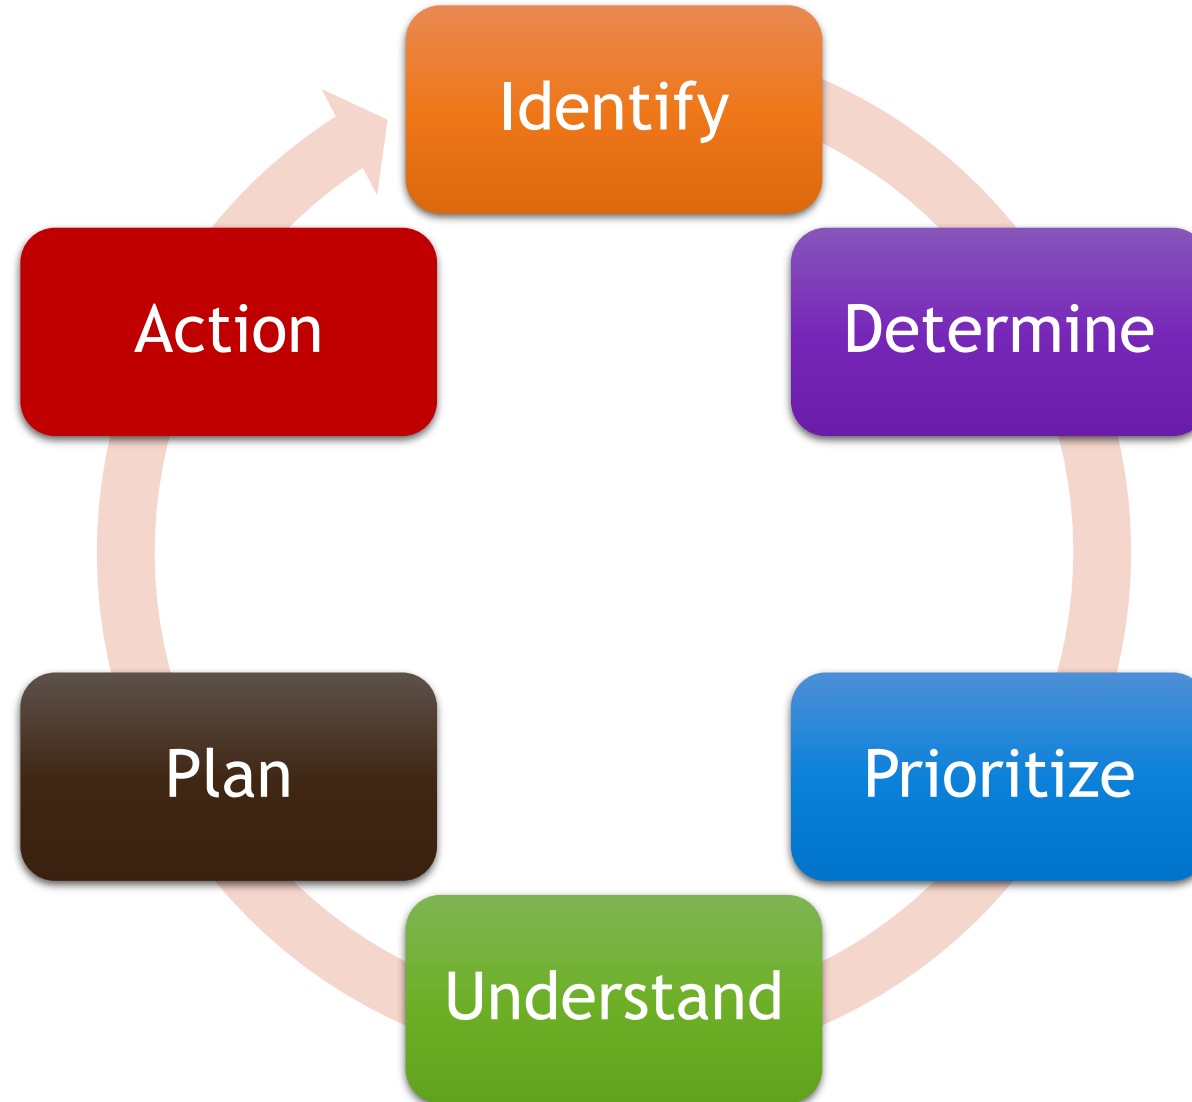 Identify
Determine
Prioritize
Understand
Plan
Action